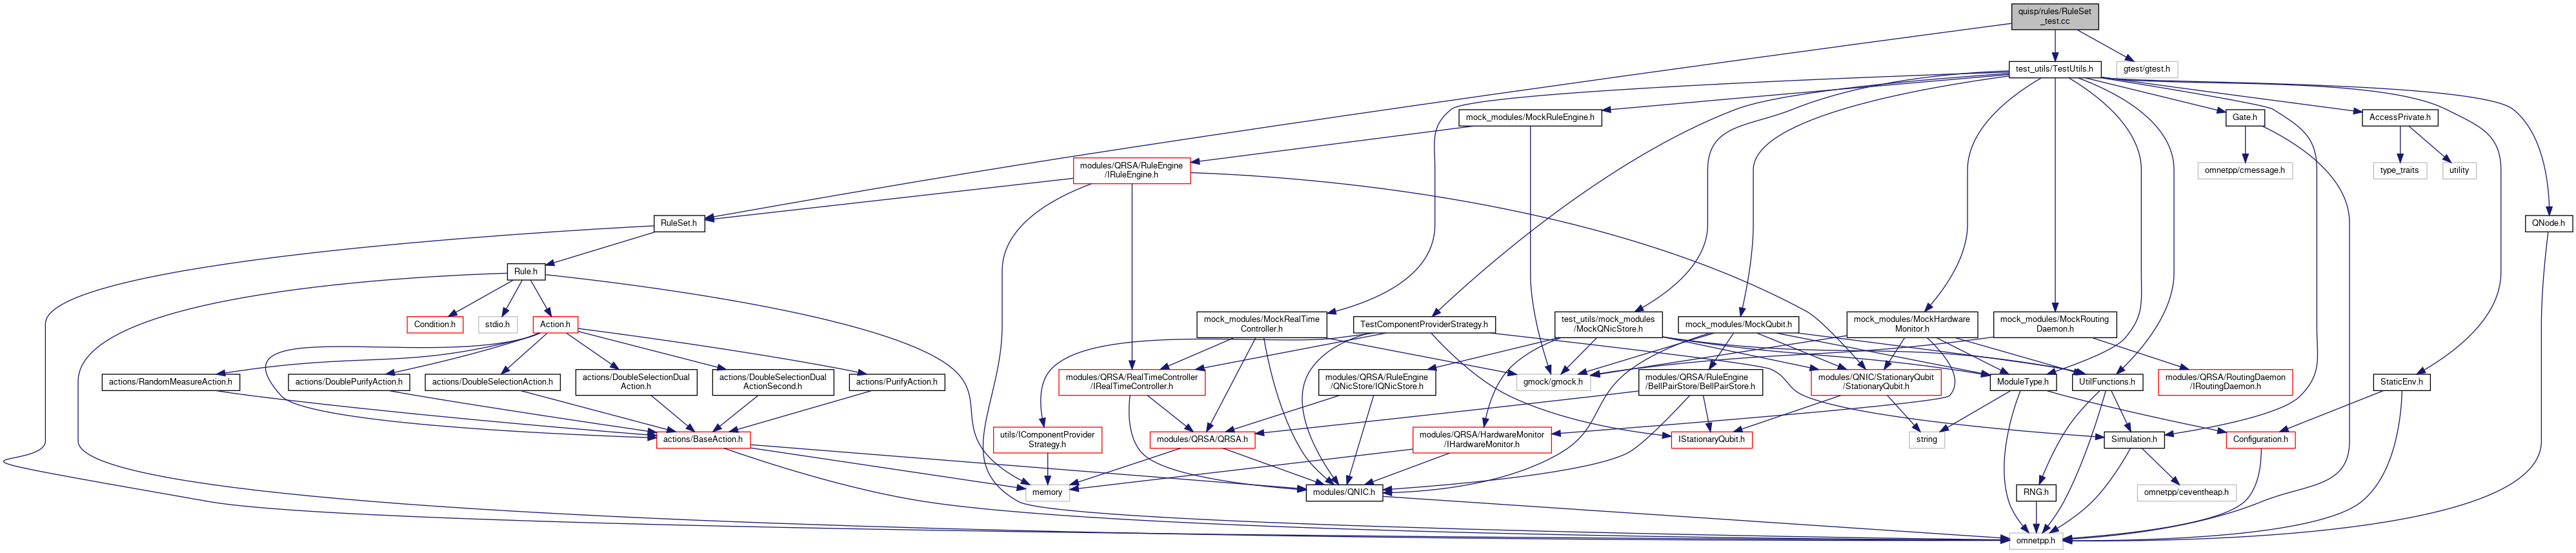 quisp/rules/RuleSet
_test.cc
test_utils/TestUtils.h
gtest/gtest.h
mock_modules/MockRuleEngine.h
Gate.h
AccessPrivate.h
modules/QRSA/RuleEngine
/IRuleEngine.h
omnetpp/cmessage.h
type_traits
utility
RuleSet.h
QNode.h
Rule.h
Condition.h
stdio.h
Action.h
mock_modules/MockRealTime
Controller.h
TestComponentProviderStrategy.h
test_utils/mock_modules
/MockQNicStore.h
mock_modules/MockQubit.h
mock_modules/MockHardware
Monitor.h
mock_modules/MockRouting
Daemon.h
actions/RandomMeasureAction.h
actions/DoublePurifyAction.h
actions/DoubleSelectionAction.h
actions/DoubleSelectionDual
Action.h
actions/DoubleSelectionDual
ActionSecond.h
actions/PurifyAction.h
modules/QRSA/RealTimeController
/IRealTimeController.h
modules/QRSA/RuleEngine
/QNicStore/IQNicStore.h
gmock/gmock.h
modules/QRSA/RuleEngine
/BellPairStore/BellPairStore.h
modules/QNIC/StationaryQubit
/StationaryQubit.h
ModuleType.h
UtilFunctions.h
modules/QRSA/RoutingDaemon
/IRoutingDaemon.h
StaticEnv.h
actions/BaseAction.h
utils/IComponentProvider
Strategy.h
modules/QRSA/QRSA.h
modules/QRSA/HardwareMonitor
/IHardwareMonitor.h
IStationaryQubit.h
string
Simulation.h
Configuration.h
memory
modules/QNIC.h
RNG.h
omnetpp/ceventheap.h
omnetpp.h